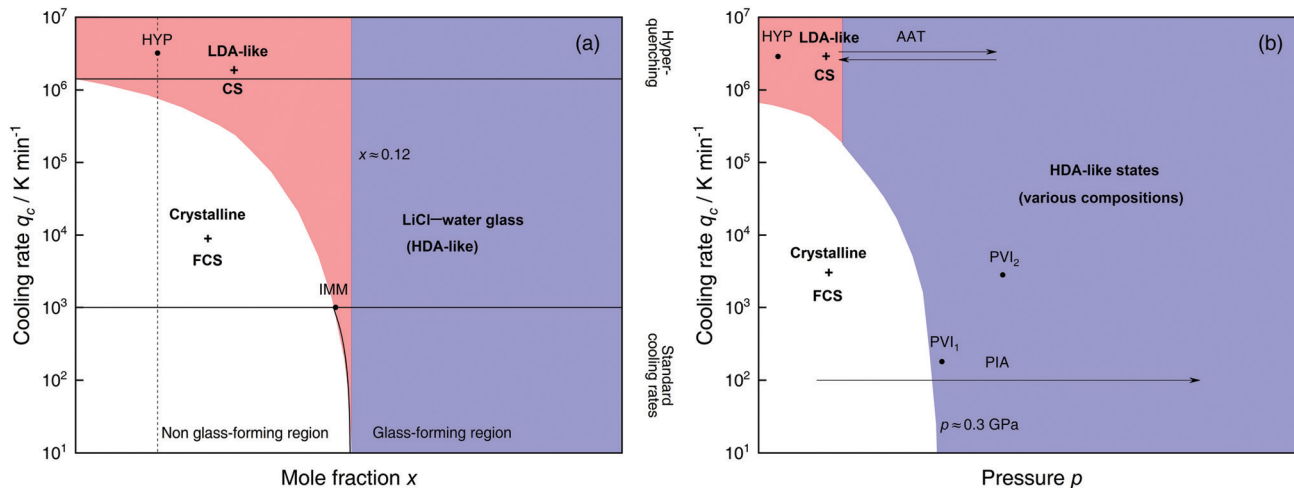 10⁷
10⁶
10⁵
10⁴
10³
10²
10¹
Cooling rate q꜀ / K min⁻¹
HYP
LDA-like
+
CS
(a)
x ≈ 0.12
Crystalline
+
FCS
LiCl—water glass
(HDA-like)
IMM
Non glass-forming region
Glass-forming region
Mole fraction x
Hyper-
quenching
Standard
cooling rates
10⁷
10⁶
10⁵
10⁴
10³
10²
10¹
Cooling rate q꜀ / K min⁻¹
HYP
LDA-like
+
CS
AAT
(b)
HDA-like states
(various compositions)
Crystalline
+
FCS
PVI₂
PVI₁
PIA
p ≈ 0.3 GPa
Pressure p